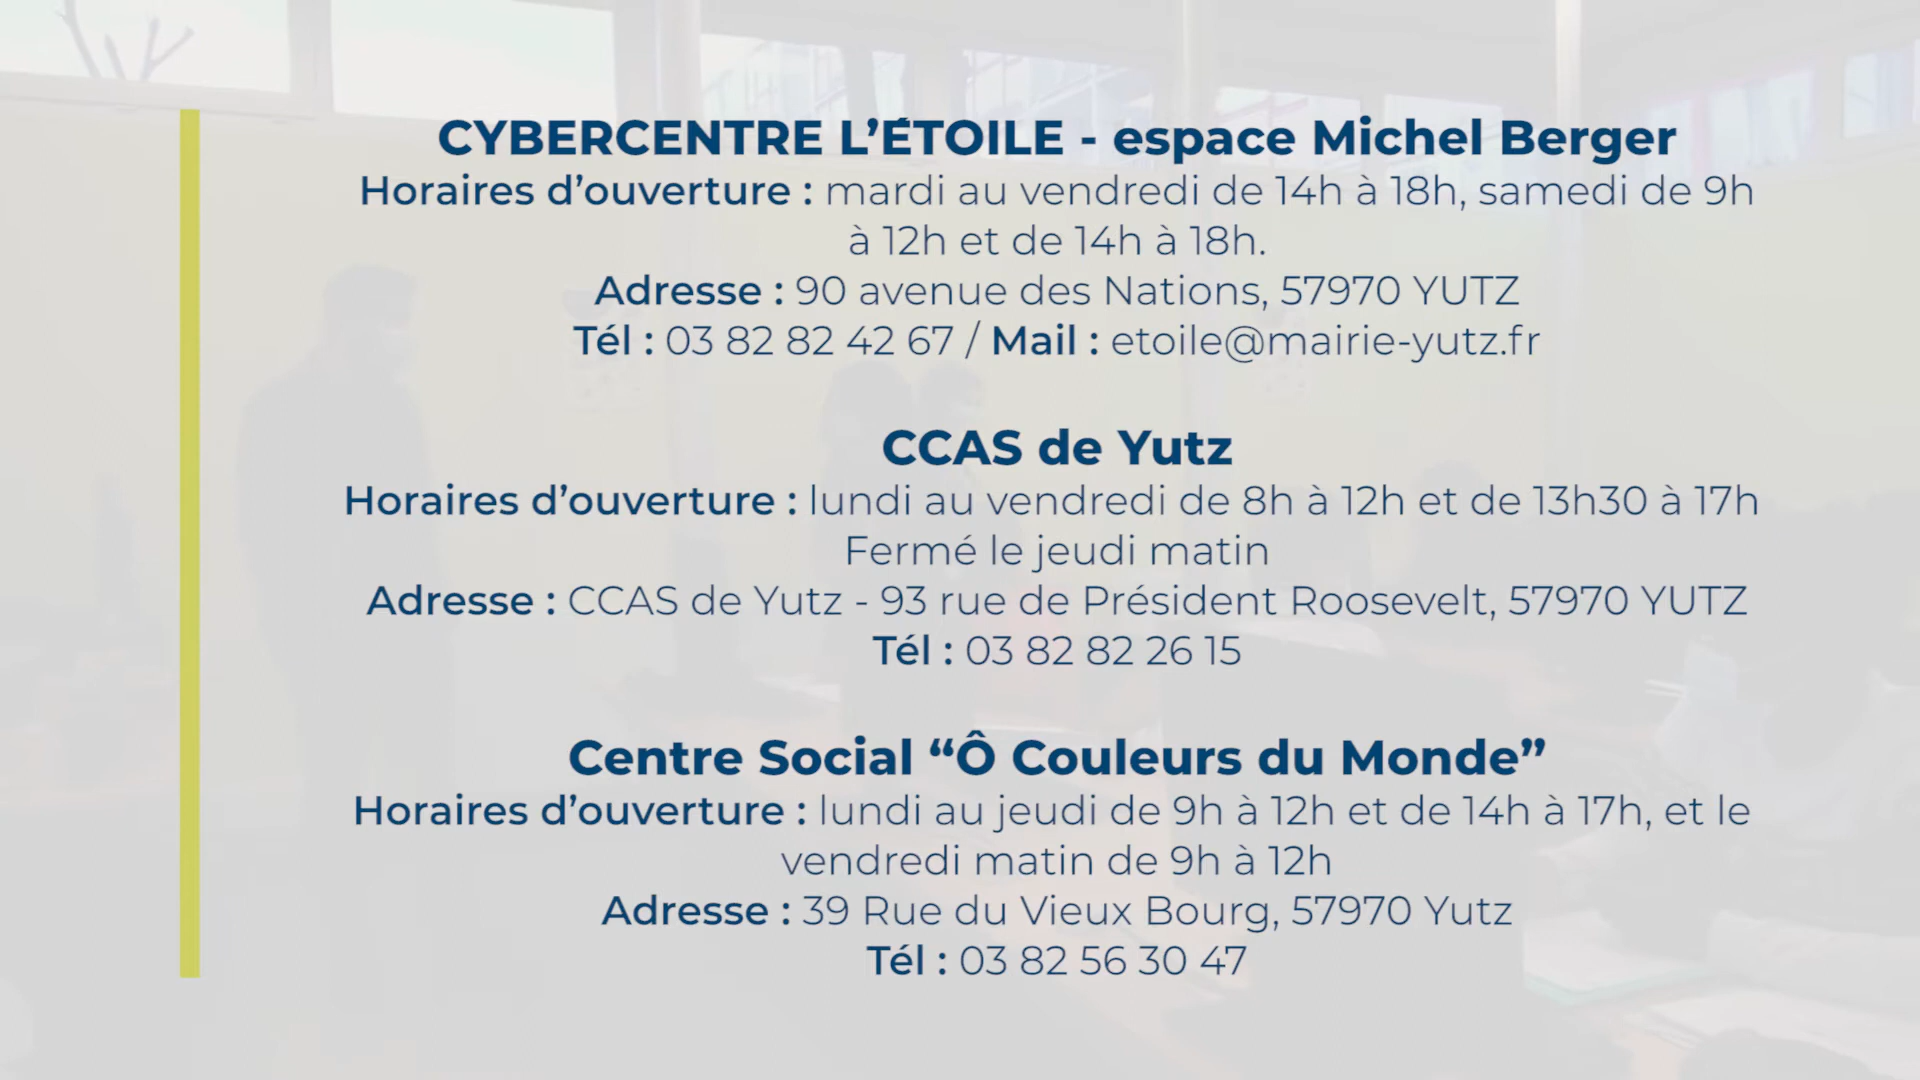 CYBERCENTRE L’ÉTOILE - espace Michel Berger
Horaires d’ouverture : mardi au vendredi de 14h à 18h, samedi de 9h
à 12h et de 14h à 18h.
Adresse : 90 avenue des Nations, 57970 YUTZ
Tél : 03 82 82 42 67 / Mail : etoile@mairie-yutz.fr
CCAS de Yutz
Horaires d’ouverture : lundi au vendredi de 8h à 12h et de 13h30 à 17h
Fermé le jeudi matin
Adresse : CCAS de Yutz - 93 rue de Président Roosevelt, 57970 YUTZ
Tél : 03 82 82 26 15
Centre Social “Ô Couleurs du Monde”
Horaires d’ouverture : lundi au jeudi de 9h à 12h et de 14h à 17h, et le
vendredi matin de 9h à 12h
Adresse : 39 Rue du Vieux Bourg, 57970 Yutz
Tél : 03 82 56 30 47